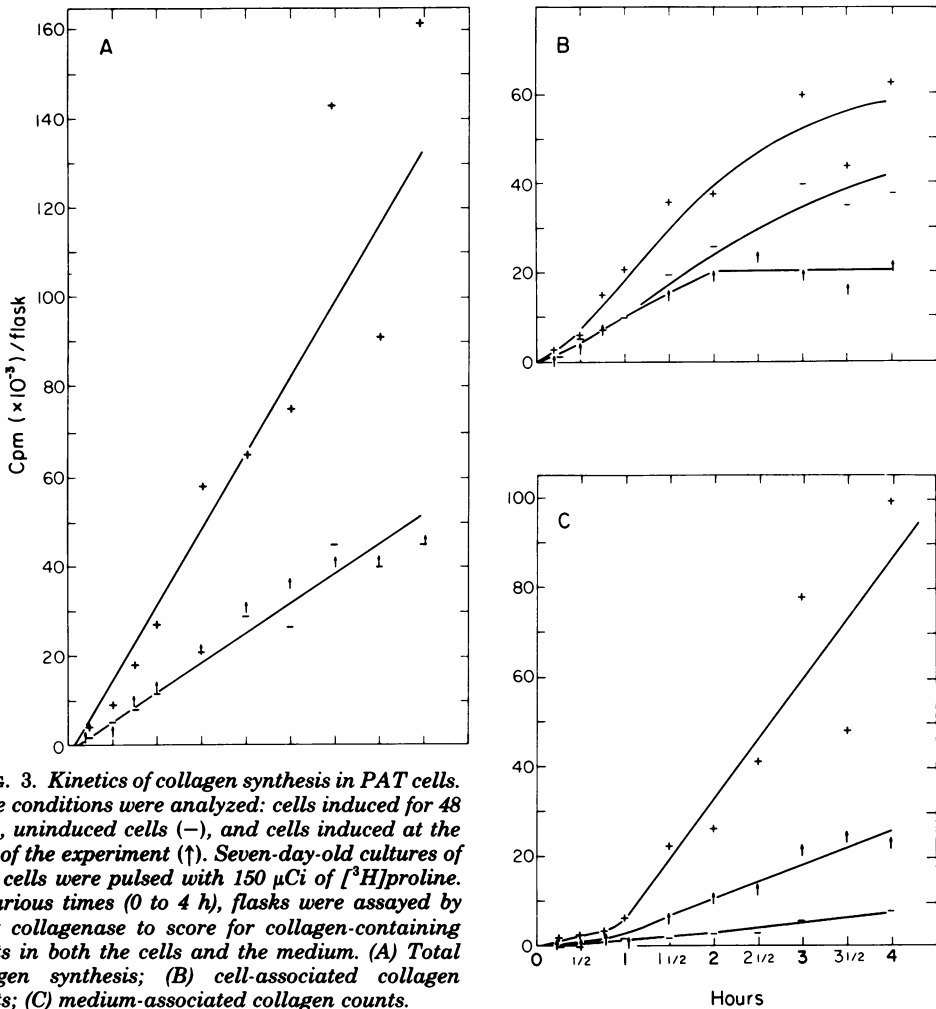 A
160
140
120
100
80
60
40
20
0
Cpm (×10⁻³)/flask
B
60
40
20
0
C
100
80
60
40
20
0
0 1/2 1 1 1/2 2 2 1/2 3 3 1/2 4
Hours
G. 3. Kinetics of collagen synthesis in PAT cells.
e conditions were analyzed: cells induced for 48
, uninduced cells (−), and cells induced at the
of the experiment (↑). Seven-day-old cultures of
cells were pulsed with 150 μCi of [³H]proline.
arious times (0 to 4 h), flasks were assayed by
collagenase to score for collagen-containing
ts in both the cells and the medium. (A) Total
gen synthesis; (B) cell-associated collagen
ts; (C) medium-associated collagen counts.